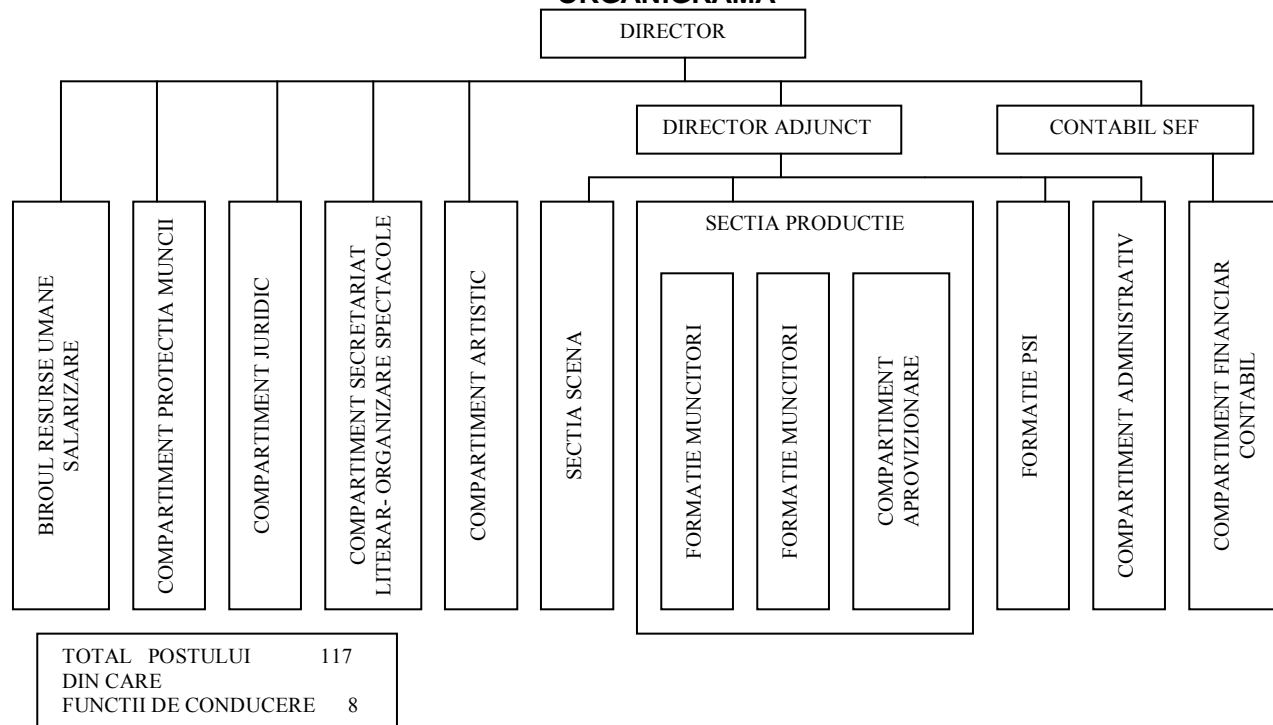 ORGANIGRAMA
DIRECTOR
DIRECTOR ADJUNCT
CONTABIL SEF
BIROUL RESURSE UMANE
SALARIZARE
COMPARTIMENT PROTECTIA MUNCII
COMPARTIMENT JURIDIC
COMPARTIMENT SECRETARIAT
LITERAR- ORGANIZARE SPECTACOLE
COMPARTIMENT ARTISTIC
SECTIA SCENA
SECTIA PRODUCTIE
FORMATIE MUNCITORI
FORMATIE MUNCITORI
COMPARTIMENT
APROVIZIONARE
FORMATIE PSI
COMPARTIMENT ADMINISTRATIV
COMPARTIMENT FINANCIAR
CONTABIL
TOTAL POSTULUI 117
DIN CARE
FUNCTII DE CONDUCERE 8